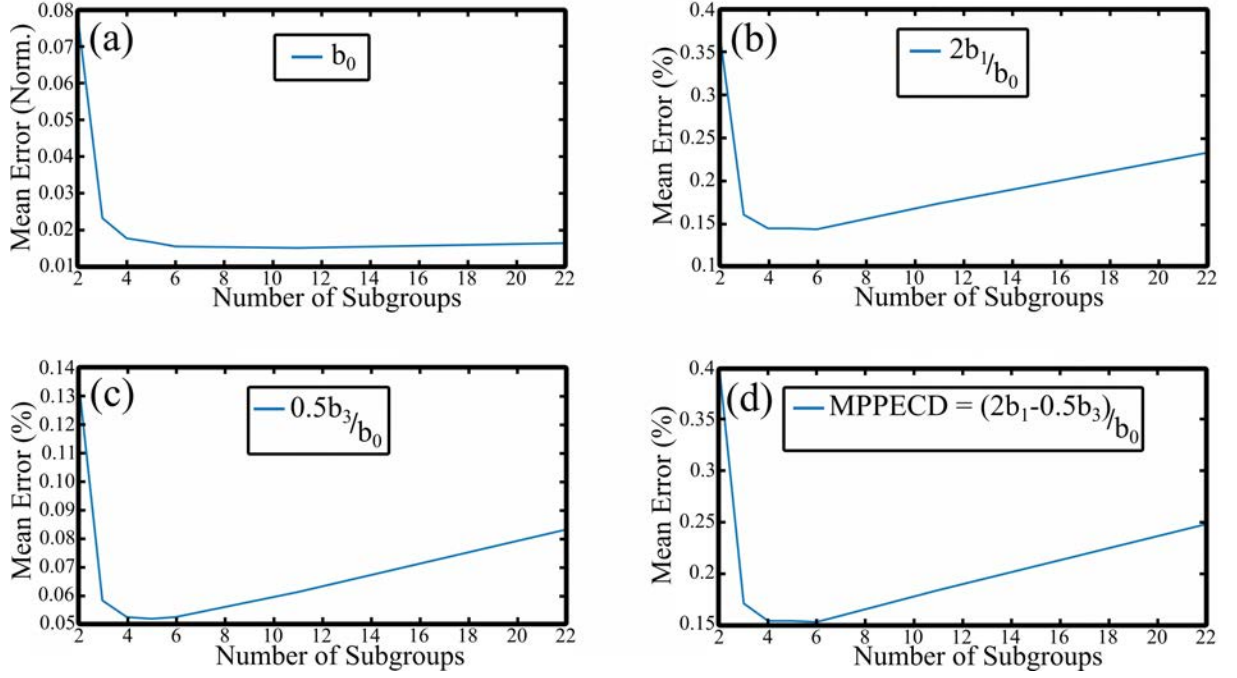 (a)
b₀
Mean Error (Norm.)
0.08
0.07
0.06
0.05
0.04
0.03
0.02
0.01
2 4 6 8 10 12 14 16 18 20 22
Number of Subgroups
(b)
2b₁/b₀
Mean Error (%)
0.4
0.35
0.3
0.25
0.2
0.15
0.1
2 4 6 8 10 12 14 16 18 20 22
Number of Subgroups
(c)
0.5b₃/b₀
Mean Error (%)
0.14
0.13
0.12
0.11
0.10
0.09
0.08
0.07
0.06
0.05
2 4 6 8 10 12 14 16 18 20 22
Number of Subgroups
(d)
MPPECD = (2b₁-0.5b₃)/b₀
Mean Error (%)
0.4
0.35
0.3
0.25
0.2
0.15
2 4 6 8 10 12 14 16 18 20 22
Number of Subgroups